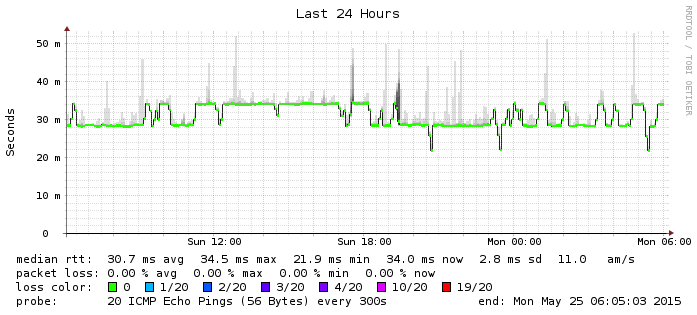 Last 24 Hours
RRDTOOL / TOBI OETIKER
Seconds
50 m
40 m
30 m
20 m
10 m
0
Sun 12:00 Sun 18:00 Mon 00:00 Mon 06:00
median rtt: 30.7 ms avg 34.5 ms max 21.9 ms min 34.0 ms now 2.8 ms sd 11.0 am/s
packet loss: 0.00 % avg 0.00 % max 0.00 % min 0.00 % now
loss color: 0 1/20 2/20 3/20 4/20 10/20 19/20
probe: 20 ICMP Echo Pings (56 Bytes) every 300s end: Mon May 25 06:05:03 2015